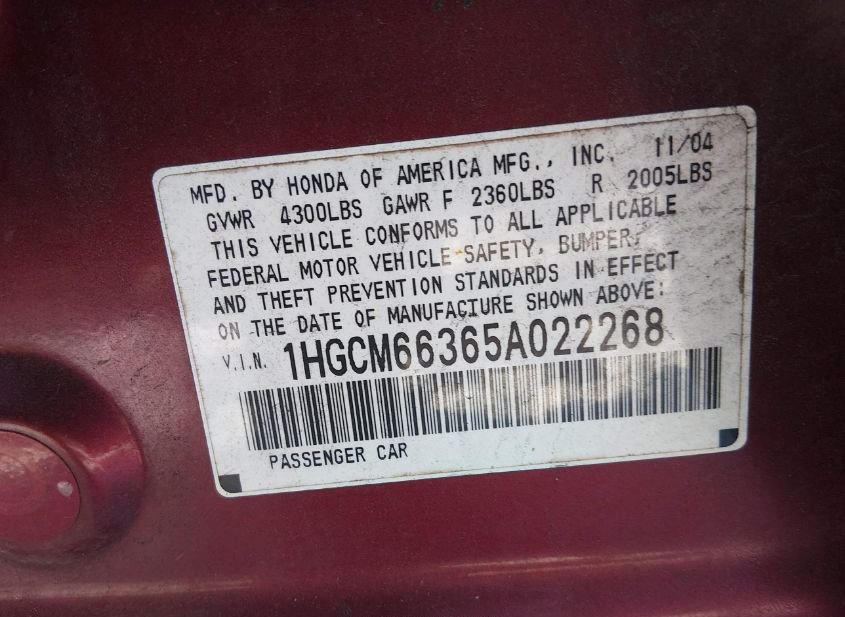 MFD. BY HONDA OF AMERICA MFG., INC. 11/04
GVWR 4300LBS GAWR F 2360LBS R 2005LBS
THIS VEHICLE CONFORMS TO ALL APPLICABLE
FEDERAL MOTOR VEHICLE SAFETY, BUMPER,
AND THEFT PREVENTION STANDARDS IN EFFECT
ON THE DATE OF MANUFACTURE SHOWN ABOVE:
V.I.N. 1HGCM66365A022268
PASSENGER CAR